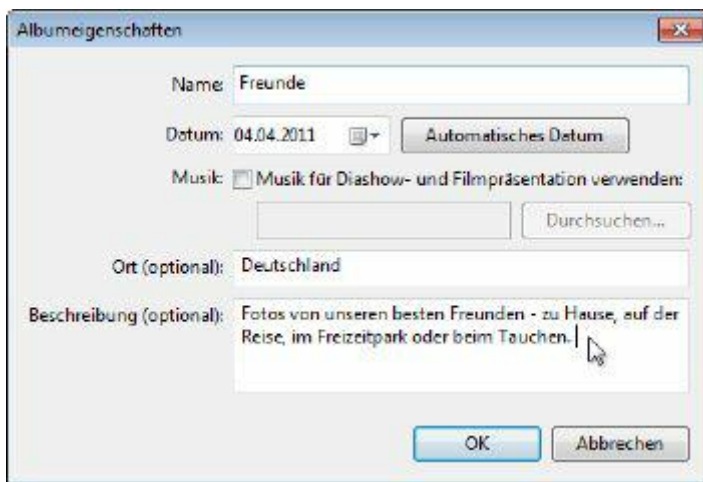 Albumeigenschaften
Name: Freunde
Datum: 04.04.2011 Automatisches Datum
Musik: Musik für Diashow- und Filmpräsentation verwenden:
Durchsuchen...
Ort (optional): Deutschland
Beschreibung (optional): Fotos von unseren besten Freunden - zu Hause, auf der
Reise, im Freizeitpark oder beim Tauchen.
OK Abbrechen